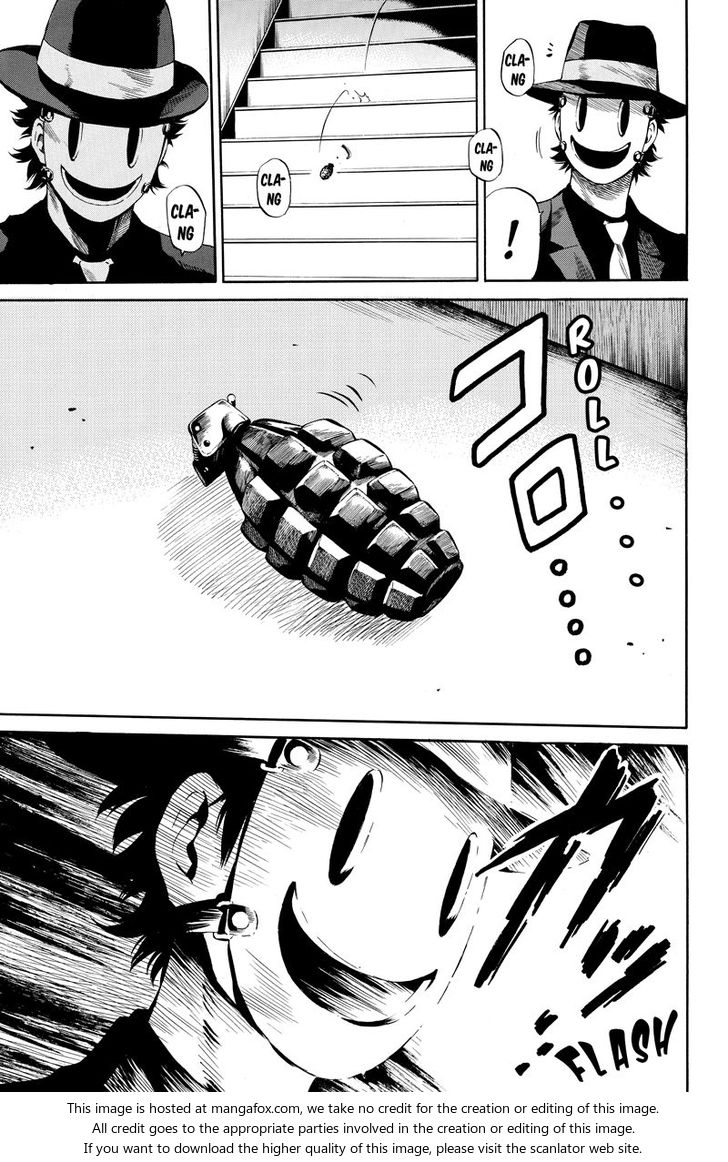 CLA-
NG
!
CLA-
NG
CLA-
NG
CLA-
NG
ROLL
コロ
FLASH
カッ
This image is hosted at mangafox.com, we take no credit for the creation or editing of this image.
All credit goes to the appropriate parties involved in the creation or editing of this image.
If you want to download the higher quality of this image, please visit the scanlator web site.